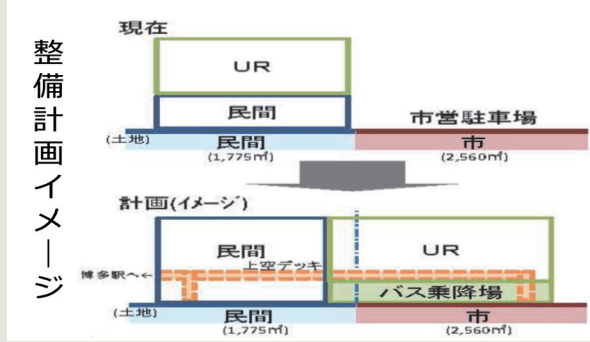 整備計画イメージ
現在
UR
民間
市営駐車場
(土地)
民間
市
(1,775㎡)
(2,560㎡)
計画(イメージ)
民間
UR
上空デッキ
博多駅へ←
バス乗降場
(土地)
民間
市
(1,775㎡)
(2,560㎡)